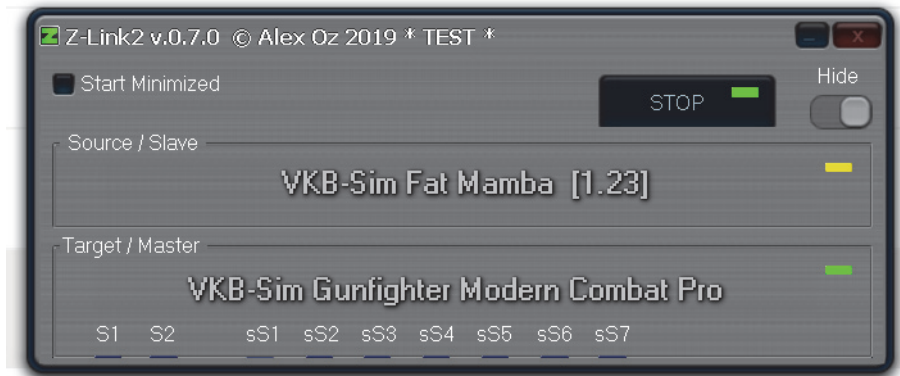 Z-Link2 v.0.7.0 © Alex Oz 2019 * TEST *
Start Minimized
STOP
Hide
Source / Slave
VKB-Sim Fat Mamba [1.23]
Target / Master
VKB-Sim Gunfighter Modern Combat Pro
S1 S2 sS1 sS2 sS3 sS4 sS5 sS6 sS7